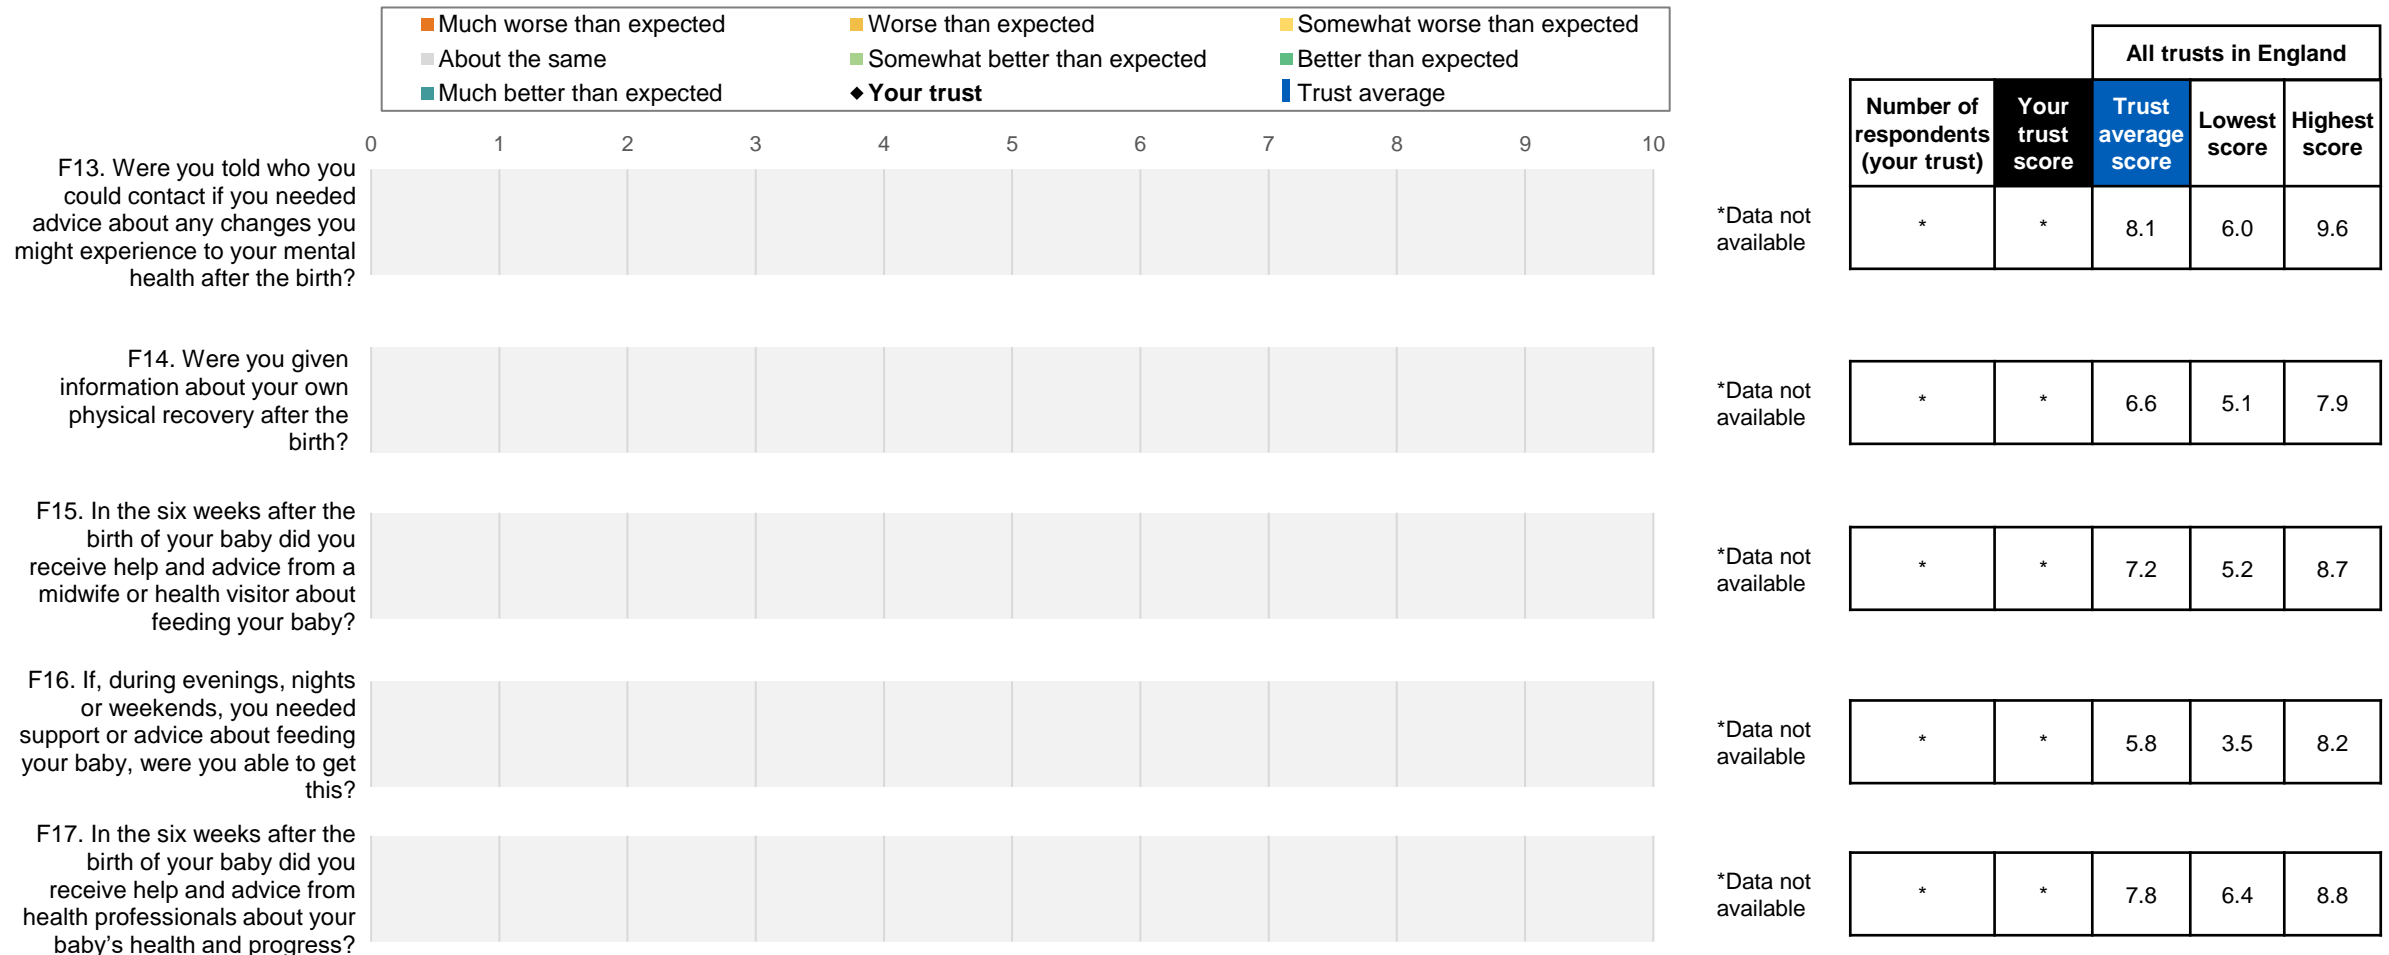 Much worse than expected
Worse than expected
Somewhat worse than expected
About the same
Somewhat better than expected
Better than expected
Much better than expected
Your trust
Trust average
All trusts in England
Number of respondents (your trust)
Your trust score
Trust average score
Lowest score
Highest score
0 1 2 3 4 5 6 7 8 9 10
F13. Were you told who you
could contact if you needed
advice about any changes you
might experience to your mental
health after the birth?
*Data not
available
* * 8.1 6.0 9.6
F14. Were you given
information about your own
physical recovery after the
birth?
*Data not
available
* * 6.6 5.1 7.9
F15. In the six weeks after the
birth of your baby did you
receive help and advice from a
midwife or health visitor about
feeding your baby?
*Data not
available
* * 7.2 5.2 8.7
F16. If, during evenings, nights
or weekends, you needed
support or advice about feeding
your baby, were you able to get
this?
*Data not
available
* * 5.8 3.5 8.2
F17. In the six weeks after the
birth of your baby did you
receive help and advice from
health professionals about your
baby’s health and progress?
*Data not
available
* * 7.8 6.4 8.8